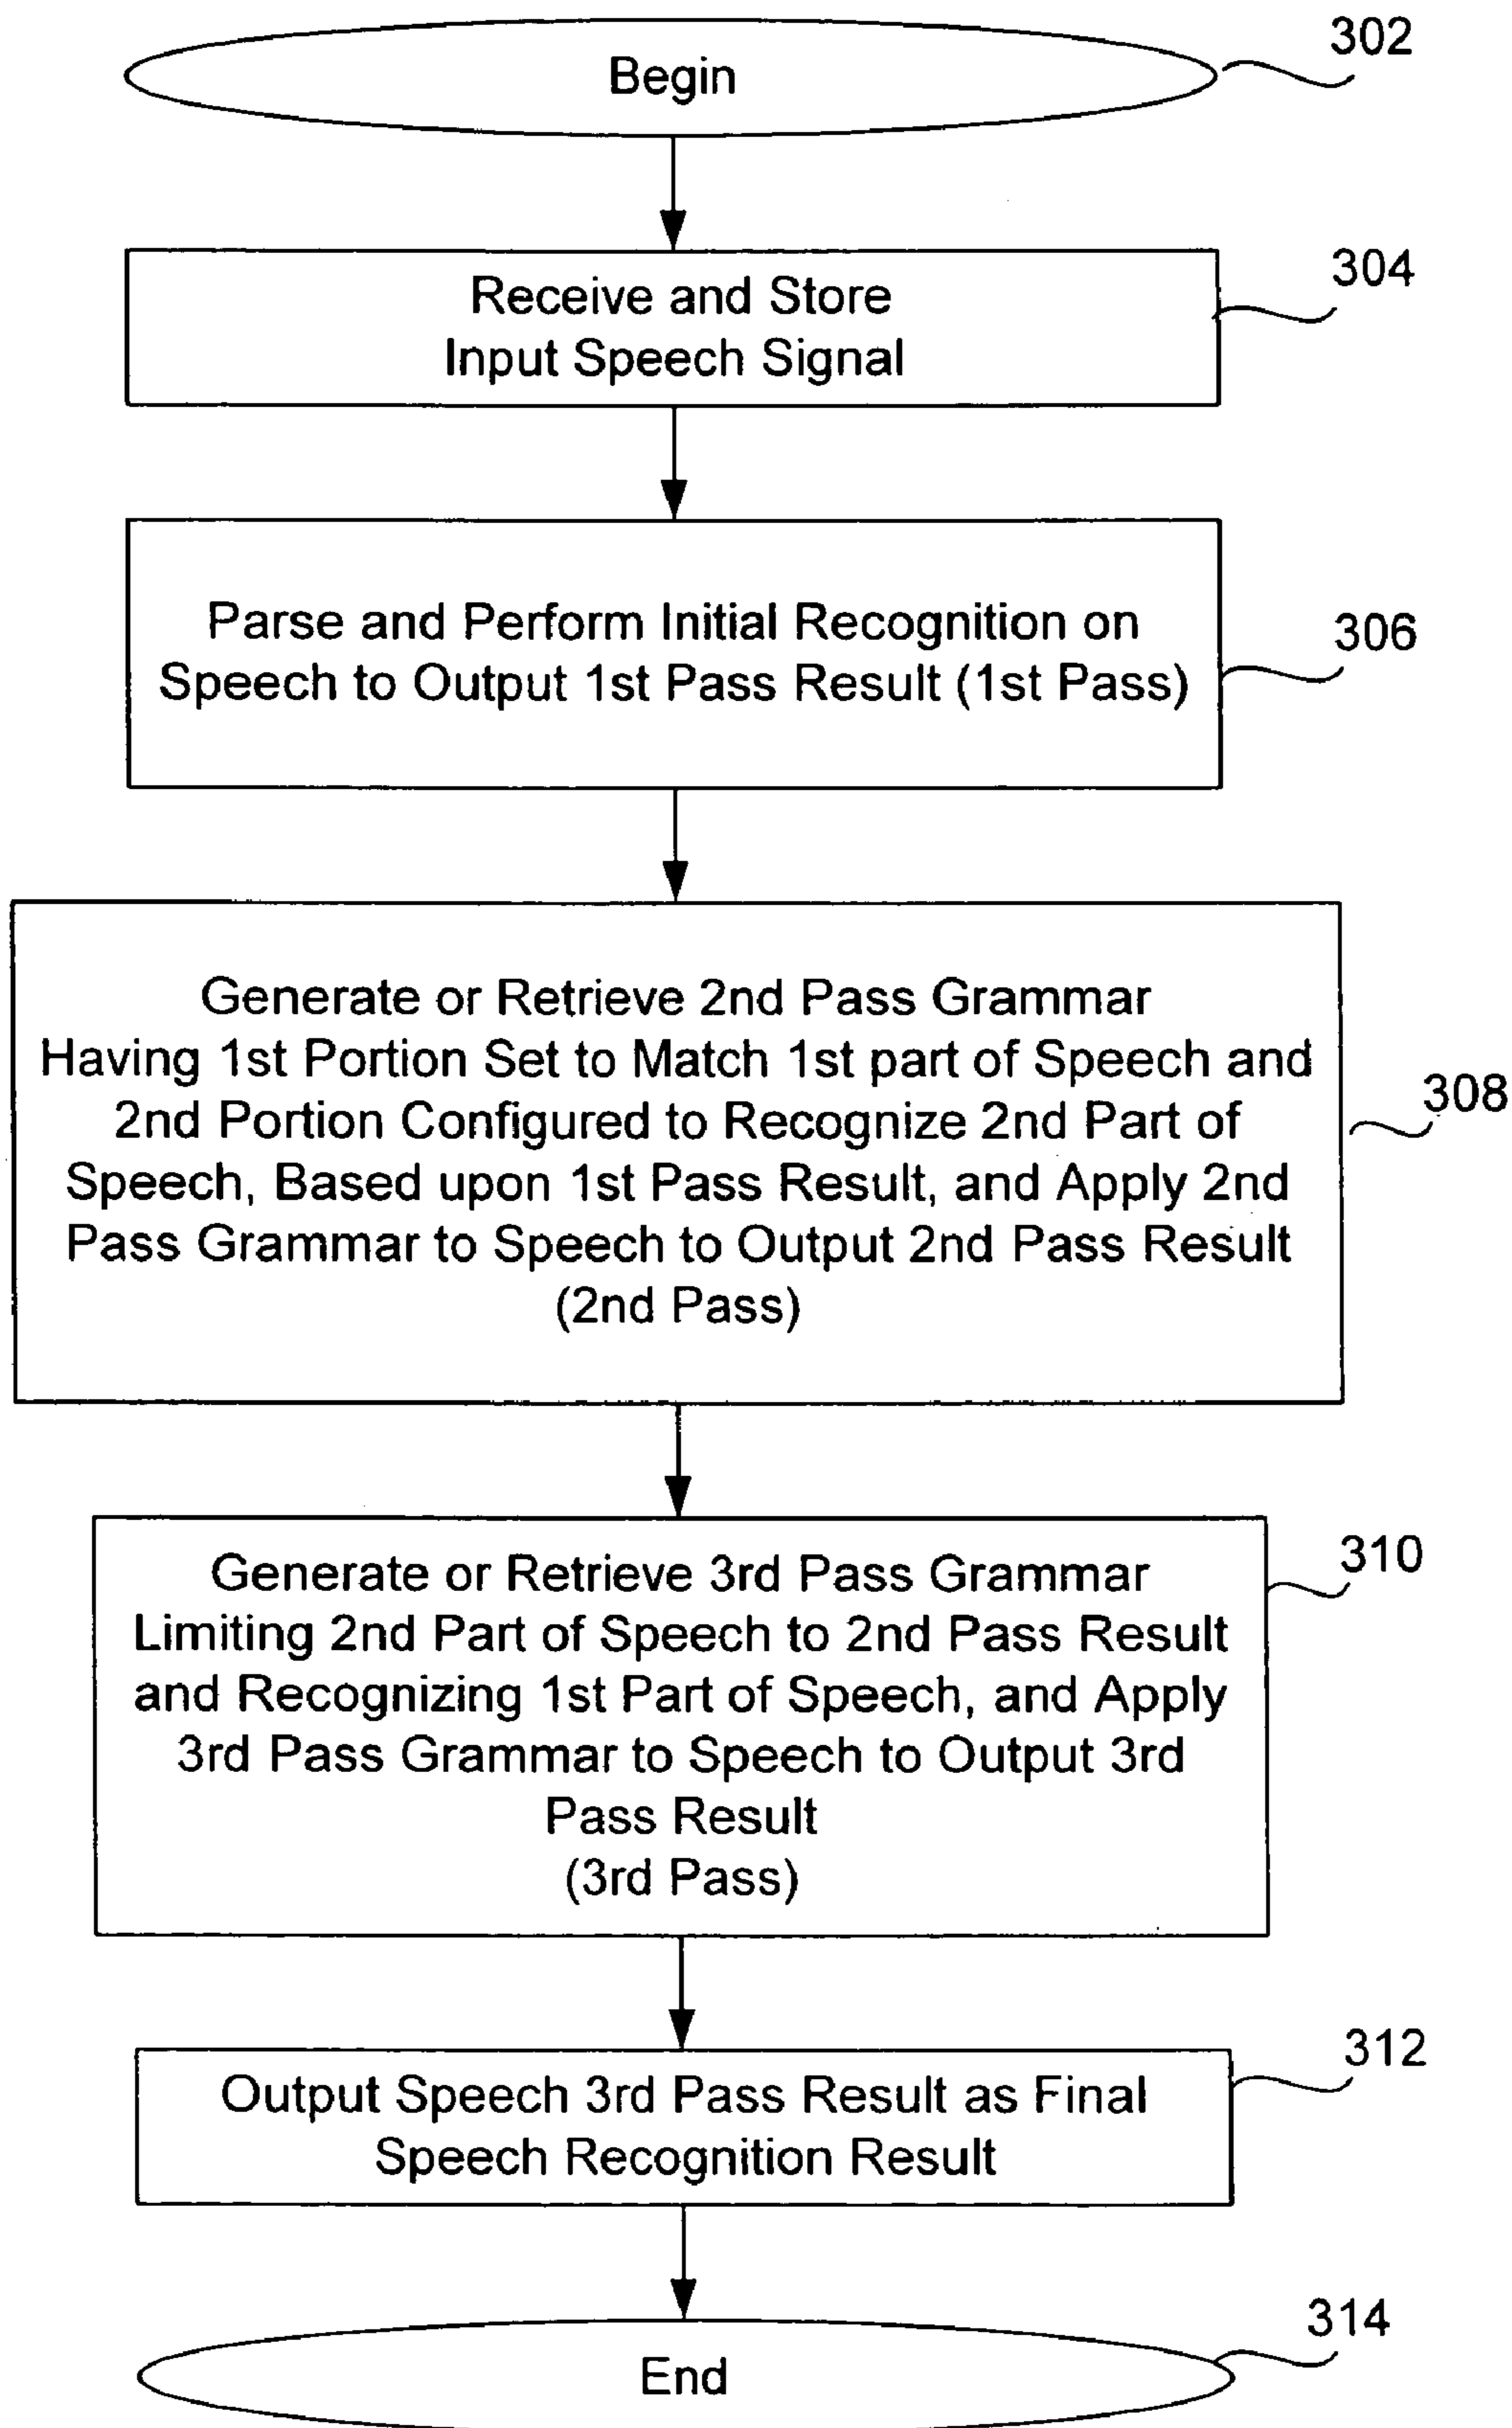 Begin
302
Receive and Store
Input Speech Signal
304
Parse and Perform Initial Recognition on
Speech to Output 1st Pass Result (1st Pass)
306
Generate or Retrieve 2nd Pass Grammar
Having 1st Portion Set to Match 1st part of Speech and
2nd Portion Configured to Recognize 2nd Part of
Speech, Based upon 1st Pass Result, and Apply 2nd
Pass Grammar to Speech to Output 2nd Pass Result
(2nd Pass)
308
Generate or Retrieve 3rd Pass Grammar
Limiting 2nd Part of Speech to 2nd Pass Result
and Recognizing 1st Part of Speech, and Apply
3rd Pass Grammar to Speech to Output 3rd
Pass Result
(3rd Pass)
310
Output Speech 3rd Pass Result as Final
Speech Recognition Result
312
End
314